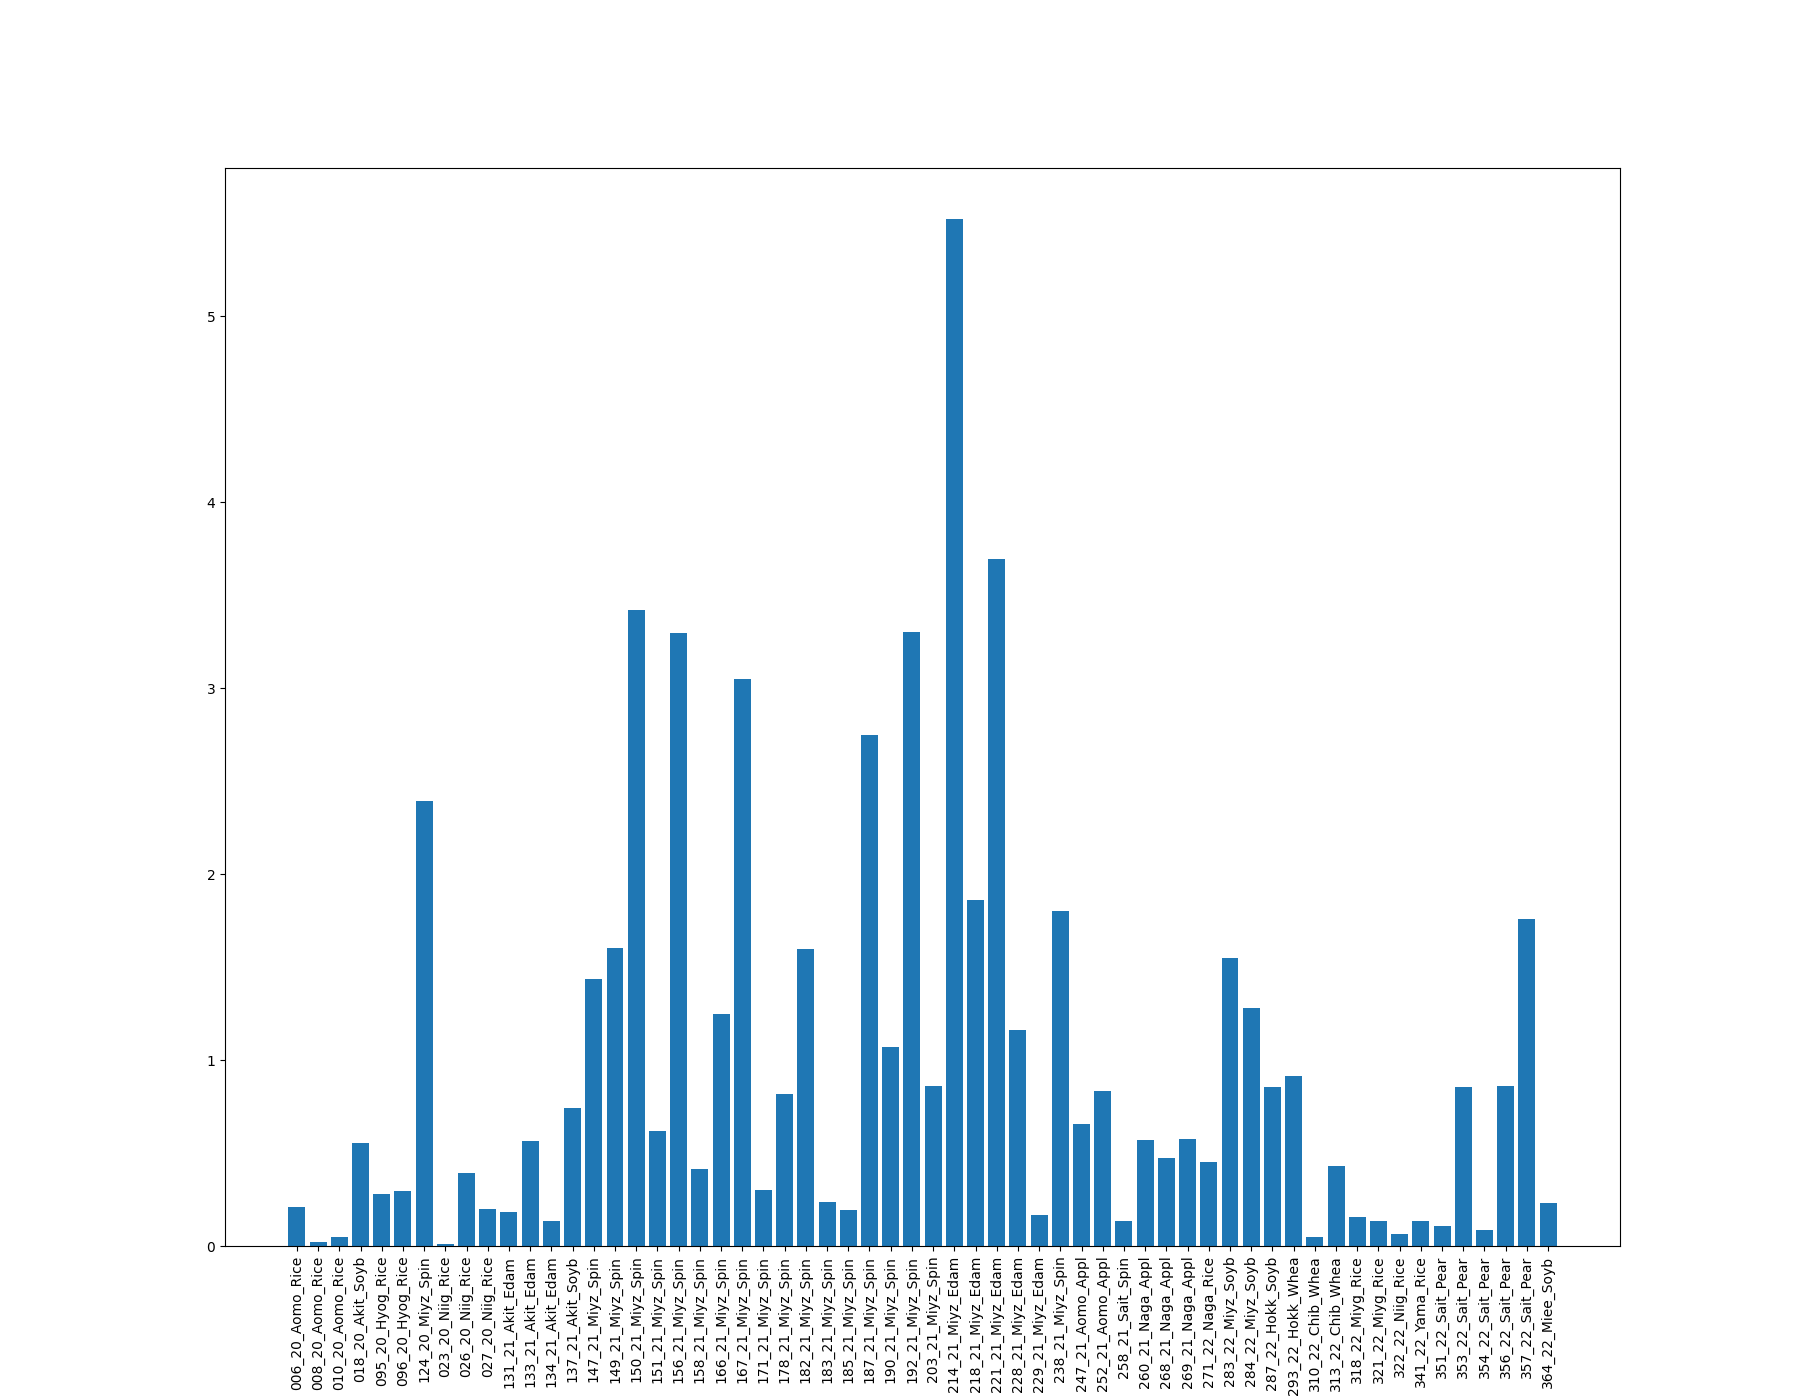 5
4
3
2
1
0
006_20_Aomo_Rice
008_20_Aomo_Rice
010_20_Aomo_Rice
018_20_Akit_Soyb
095_20_Hyog_Rice
096_20_Hyog_Rice
124_20_Miyz_Spin
023_20_Niig_Rice
026_20_Niig_Rice
027_20_Niig_Rice
131_21_Akit_Edam
133_21_Akit_Edam
134_21_Akit_Edam
137_21_Akit_Soyb
147_21_Miyz_Spin
149_21_Miyz_Spin
150_21_Miyz_Spin
151_21_Miyz_Spin
156_21_Miyz_Spin
158_21_Miyz_Spin
166_21_Miyz_Spin
167_21_Miyz_Spin
171_21_Miyz_Spin
178_21_Miyz_Spin
182_21_Miyz_Spin
183_21_Miyz_Spin
185_21_Miyz_Spin
187_21_Miyz_Spin
190_21_Miyz_Spin
192_21_Miyz_Spin
203_21_Miyz_Spin
214_21_Miyz_Edam
218_21_Miyz_Edam
221_21_Miyz_Edam
228_21_Miyz_Edam
229_21_Miyz_Edam
238_21_Miyz_Spin
247_21_Aomo_Appl
252_21_Aomo_Appl
258_21_Sait_Spin
260_21_Naga_Appl
268_21_Naga_Appl
269_21_Naga_Appl
271_22_Naga_Rice
283_22_Miyz_Soyb
284_22_Miyz_Soyb
287_22_Hokk_Soyb
293_22_Hokk_Whea
310_22_Chib_Whea
313_22_Chib_Whea
318_22_Miyg_Rice
321_22_Miyg_Rice
322_22_Niig_Rice
341_22_Yama_Rice
351_22_Sait_Pear
353_22_Sait_Pear
354_22_Sait_Pear
356_22_Sait_Pear
357_22_Sait_Pear
364_22_Miee_Soyb